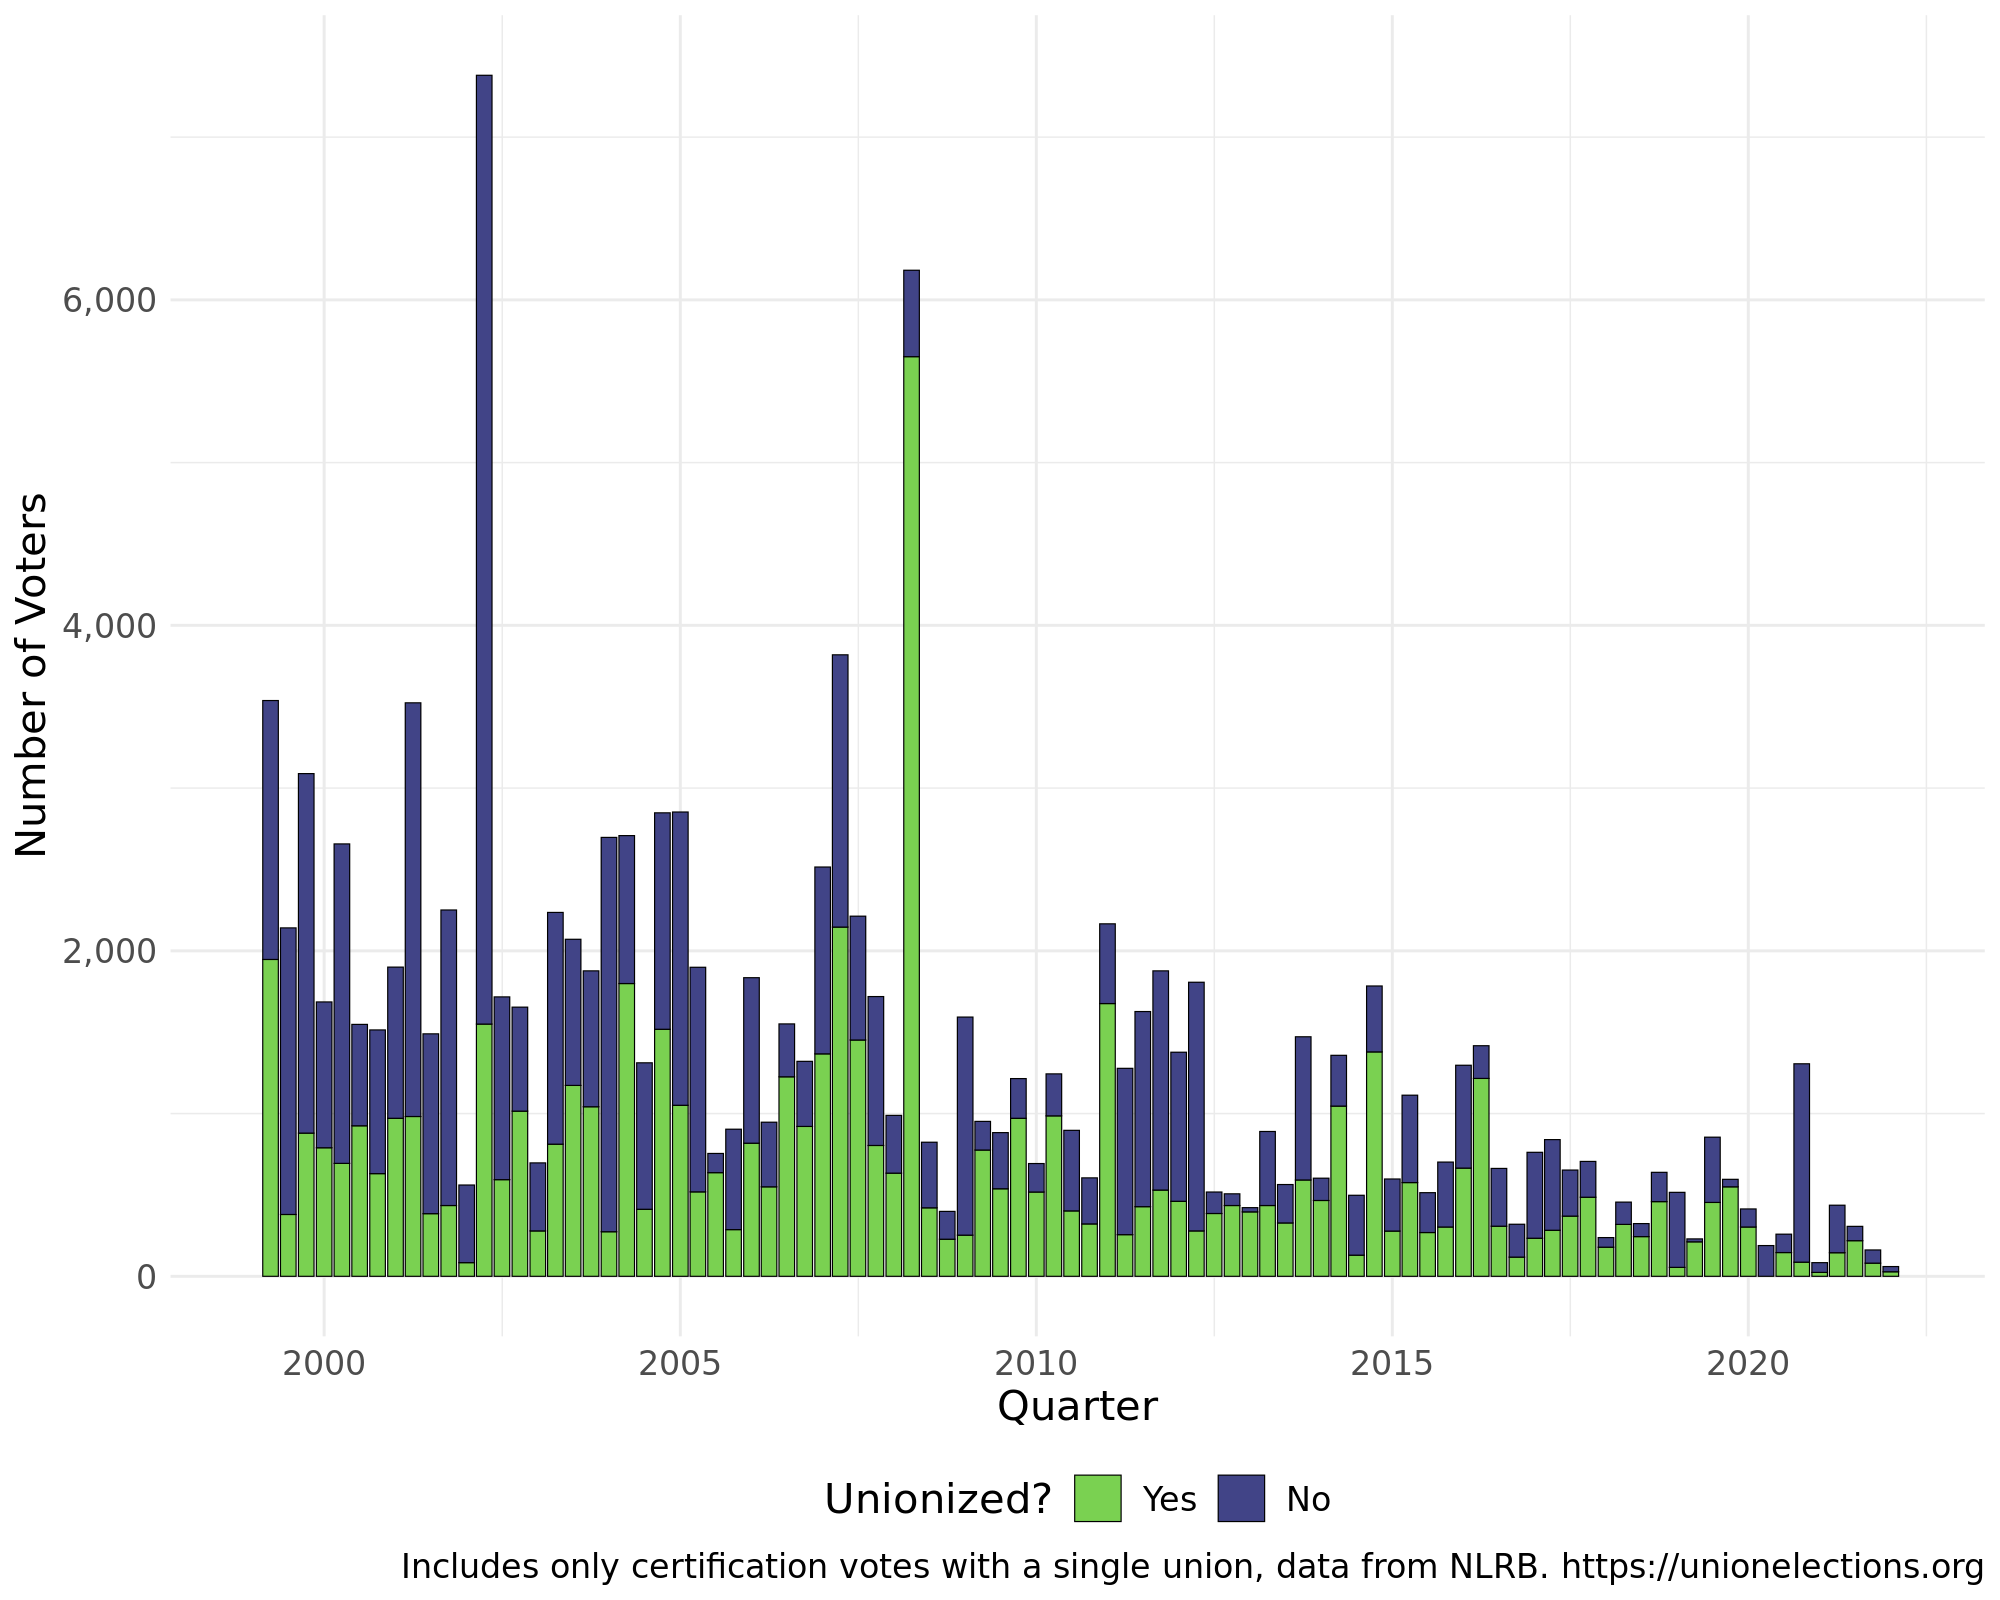 Number of Voters
6,000
4,000
2,000
0
2000 2005 2010 2015 2020
Quarter
Unionized? Yes No
Includes only certification votes with a single union, data from NLRB. https://unionelections.org